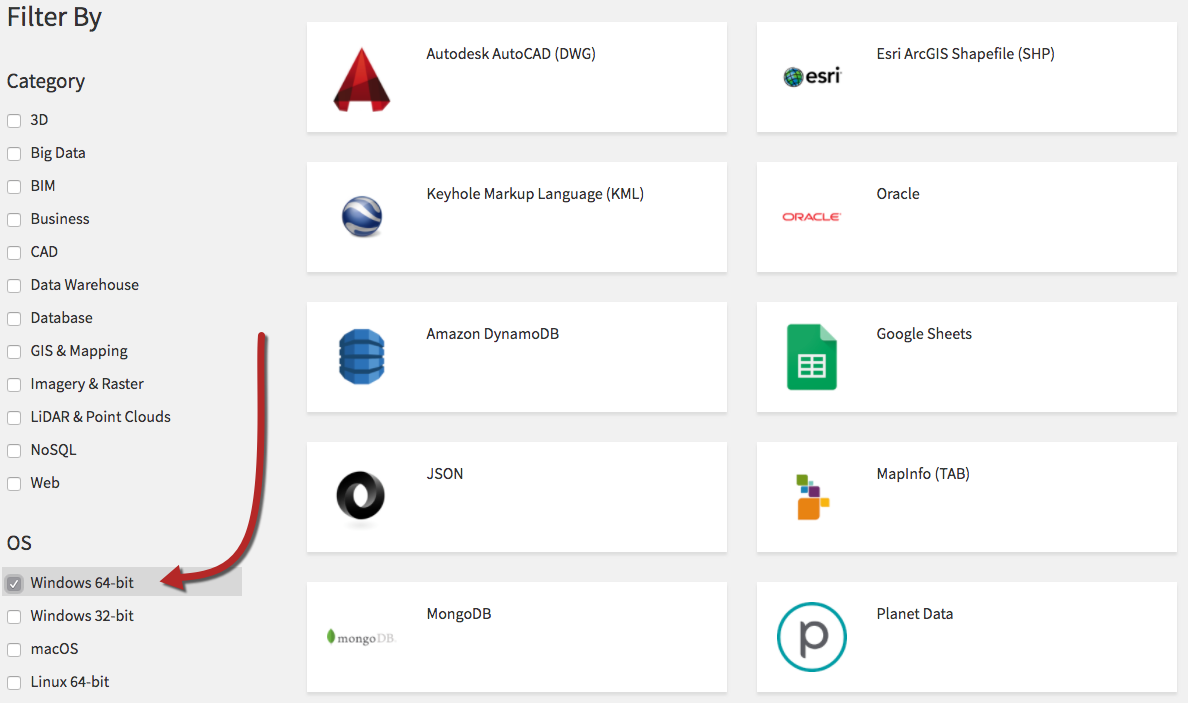 Filter By
Category
3D
Big Data
BIM
Business
CAD
Data Warehouse
Database
GIS & Mapping
Imagery & Raster
LiDAR & Point Clouds
NoSQL
Web
OS
Windows 64-bit
Windows 32-bit
macOS
Linux 64-bit
Autodesk AutoCAD (DWG)
esri
Esri ArcGIS Shapefile (SHP)
Keyhole Markup Language (KML)
ORACLE
Oracle
Amazon DynamoDB
Google Sheets
JSON
MapInfo (TAB)
mongoDB
MongoDB
p
Planet Data